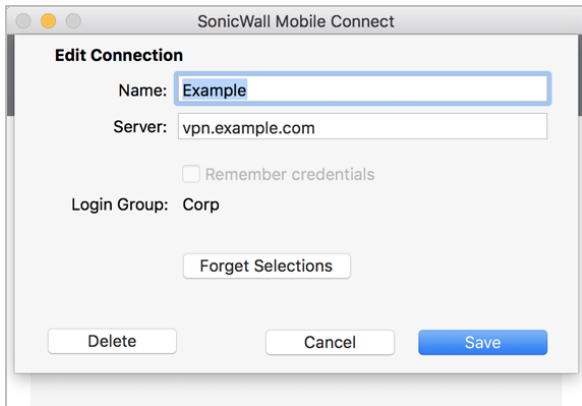 SonicWall Mobile Connect
Edit Connection
Name: Example
Server: vpn.example.com
Remember credentials
Login Group: Corp
Forget Selections
Delete Cancel Save